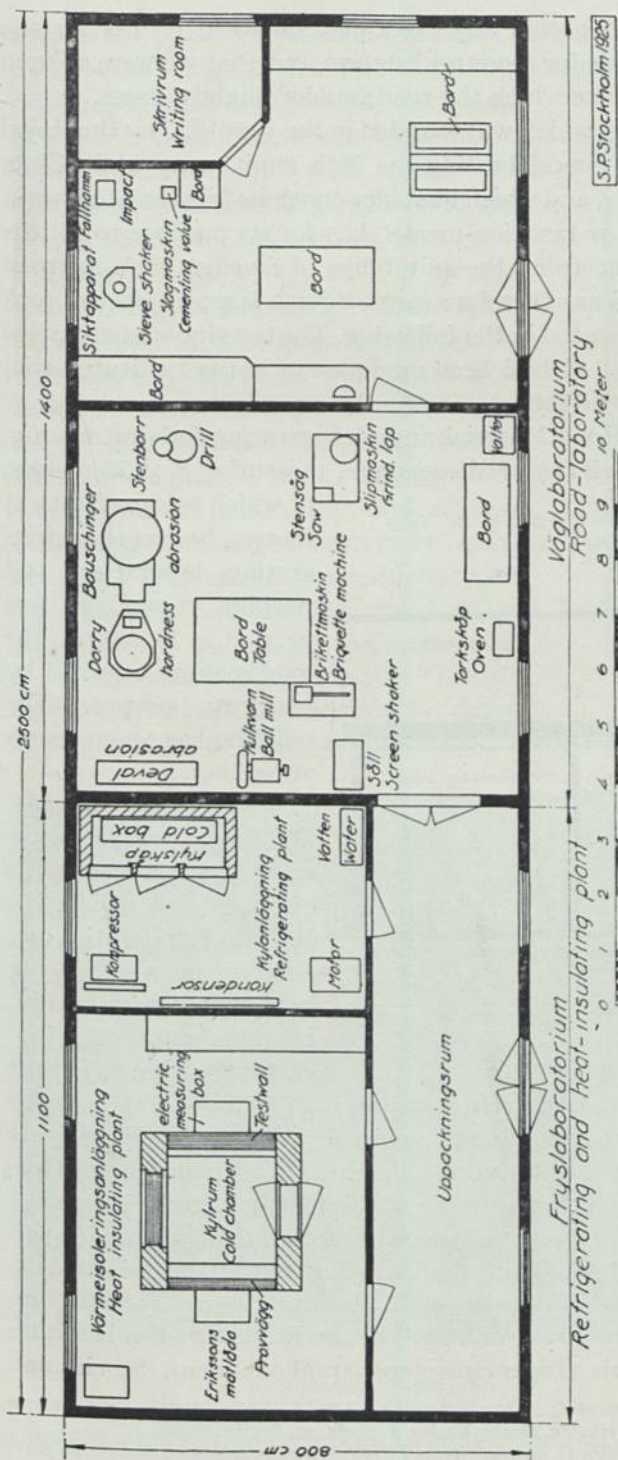 2500 cm
1100
1400
800 cm
Värmeisoleringsanläggning
Heat insulating plant
electric
measuring
box
Testwall
Kylrum
Cold chamber
Erikssons
mätlåda
Provvägg
Kompressor
Kylskåp
Cold box
Kondensor
Kylanläggning
Refrigerating plant
Motor
Vatten
Water
Uppackningsrum
Deval
abrasion
Dorry
hardness
Bauschinger
abrasion
Stenborr
Drill
Kulkvarn
Ball mill
Bord
Table
Brikettmaskin
Briquette machine
Stensåg
Saw
Slipmaskin
Grind. lap
Såll
Screen shaker
Torkskåp
Oven
Bord
Vatten
Bord
Siktapparat
Sieve shaker
Fallhamer
Impact
Slagmaskin
Cementing value
Bord
Skrivrum
Writing room
Bord
Bord
Fryslaboratorium
Refrigerating and heat-insulating plant
Väglaboratorium
Road-laboratory
0 1 2 3 4 5 6 7 8 9 10 Meter
S.P. Stockholm 1925